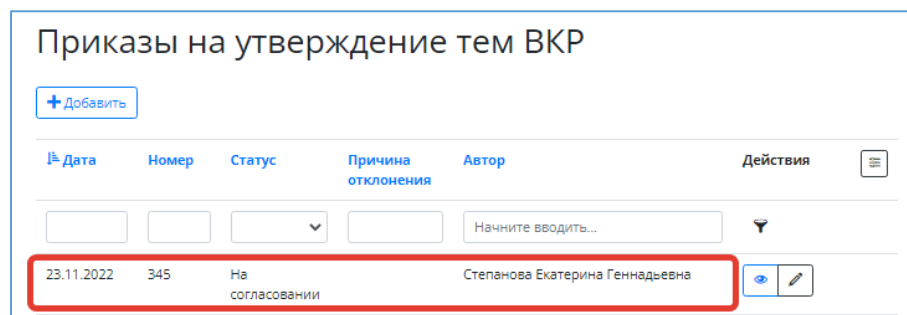 Приказы на утверждение тем ВКР
Добавить
Дата Номер Статус Причина отклонения Автор Действия
Начните вводить...
23.11.2022 345 На согласовании Степанова Екатерина Геннадьевна